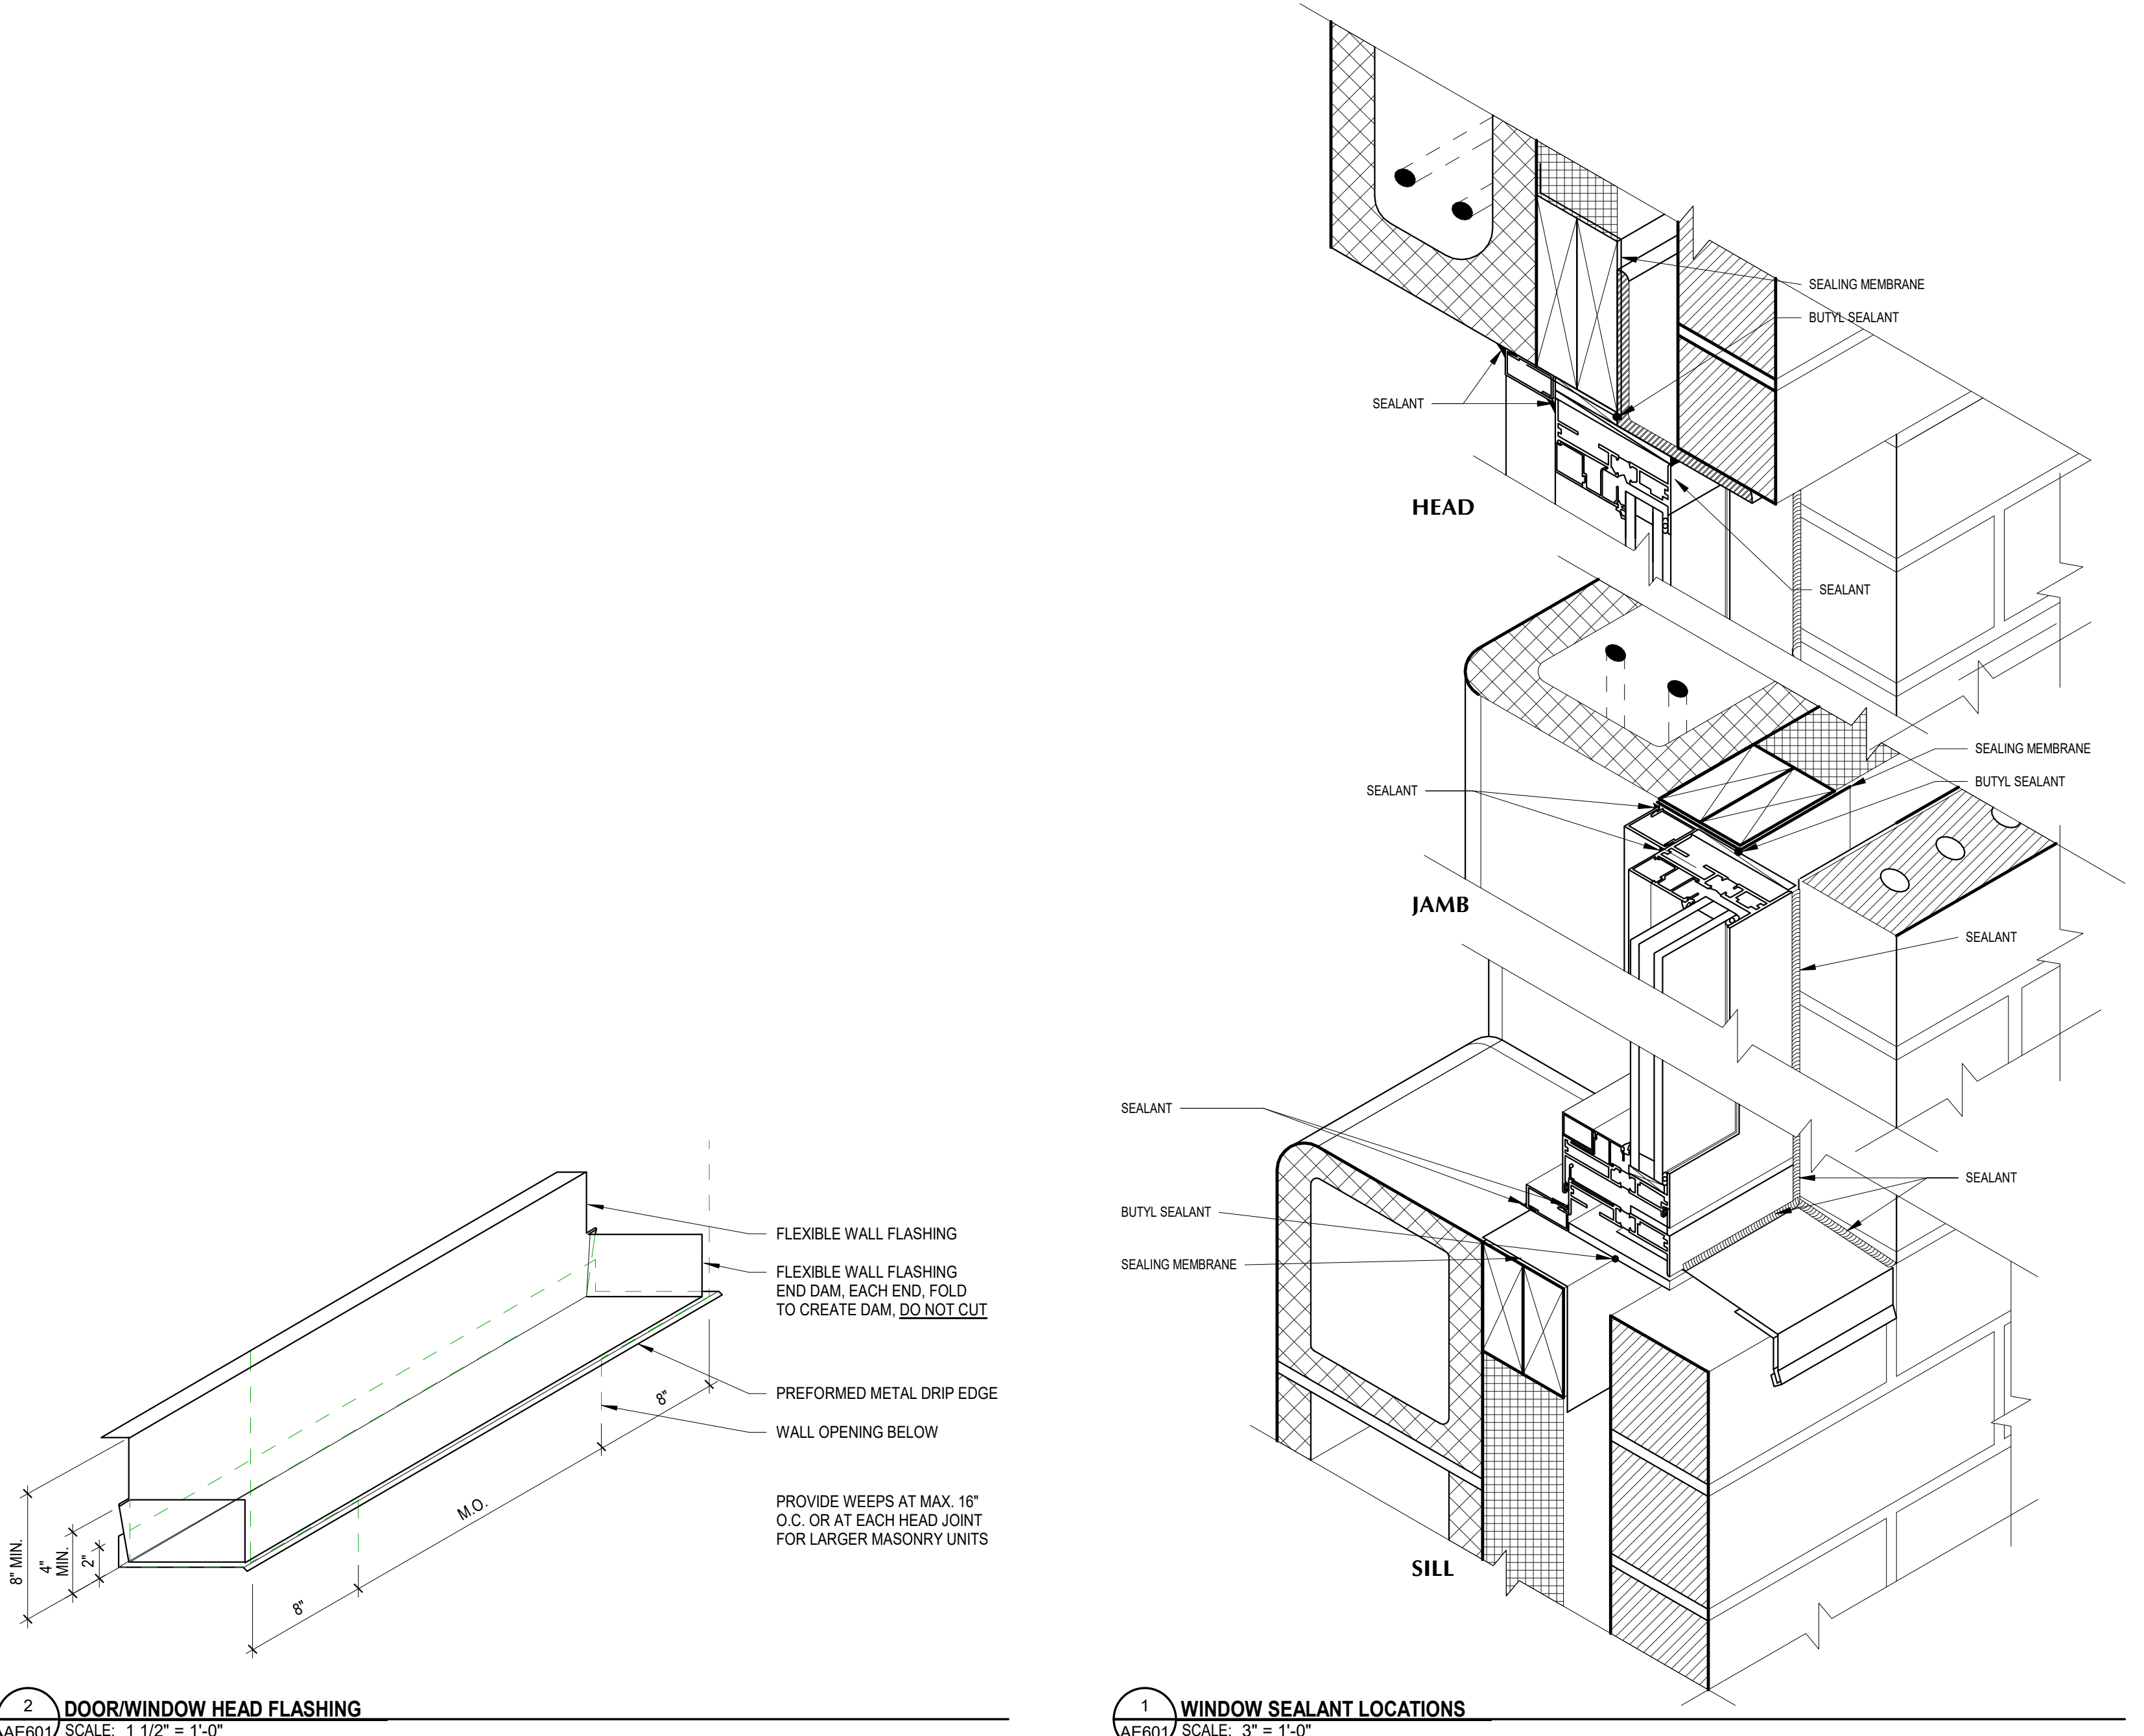 FLEXIBLE WALL FLASHING
FLEXIBLE WALL FLASHING
END DAM, EACH END, FOLD
TO CREATE DAM, DO NOT CUT
PREFORMED METAL DRIP EDGE
WALL OPENING BELOW
PROVIDE WEEPS AT MAX. 16"
O.C. OR AT EACH HEAD JOINT
FOR LARGER MASONRY UNITS
8"
M.O.
8"
8" MIN.
4"
MIN.
2"
2
AE601
DOOR/WINDOW HEAD FLASHING
SCALE: 1 1/2" = 1'-0"
SEALING MEMBRANE
BUTYL SEALANT
SEALANT
HEAD
SEALANT
SEALING MEMBRANE
BUTYL SEALANT
SEALANT
JAMB
SEALANT
SEALANT
SEALANT
BUTYL SEALANT
SEALING MEMBRANE
SILL
1
AE601
WINDOW SEALANT LOCATIONS
SCALE: 3" = 1'-0"